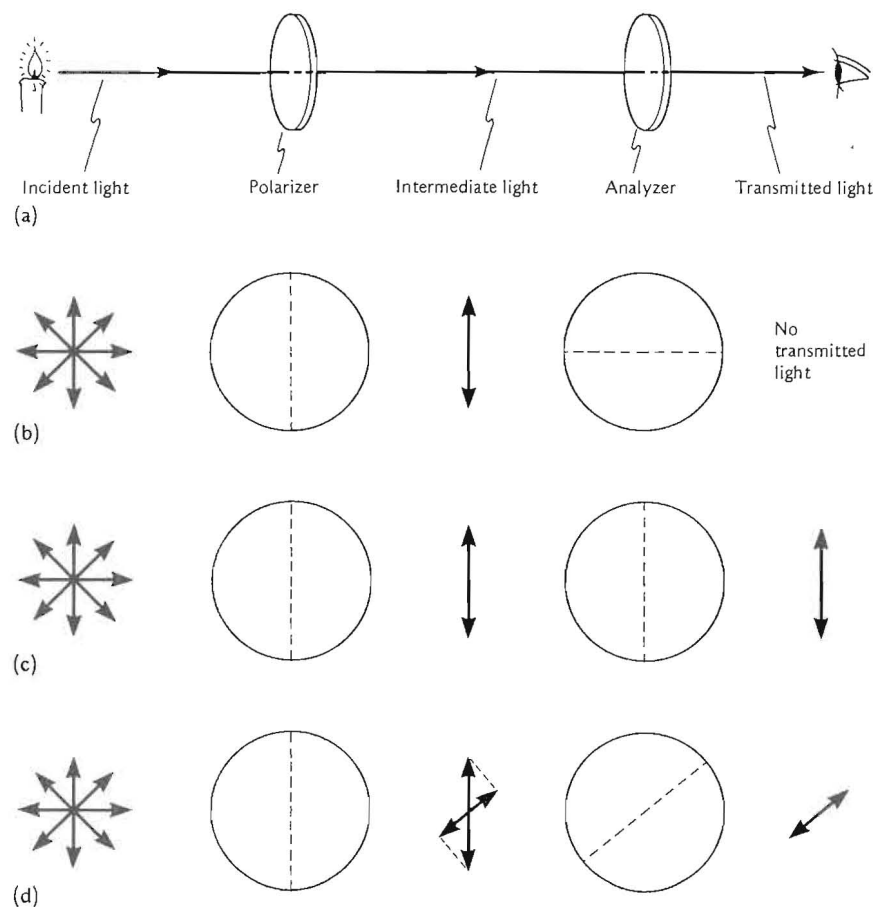 Incident light
Polarizer
Intermediate light
Analyzer
Transmitted light
(a)
No
transmitted
light
(b)
(c)
(d)